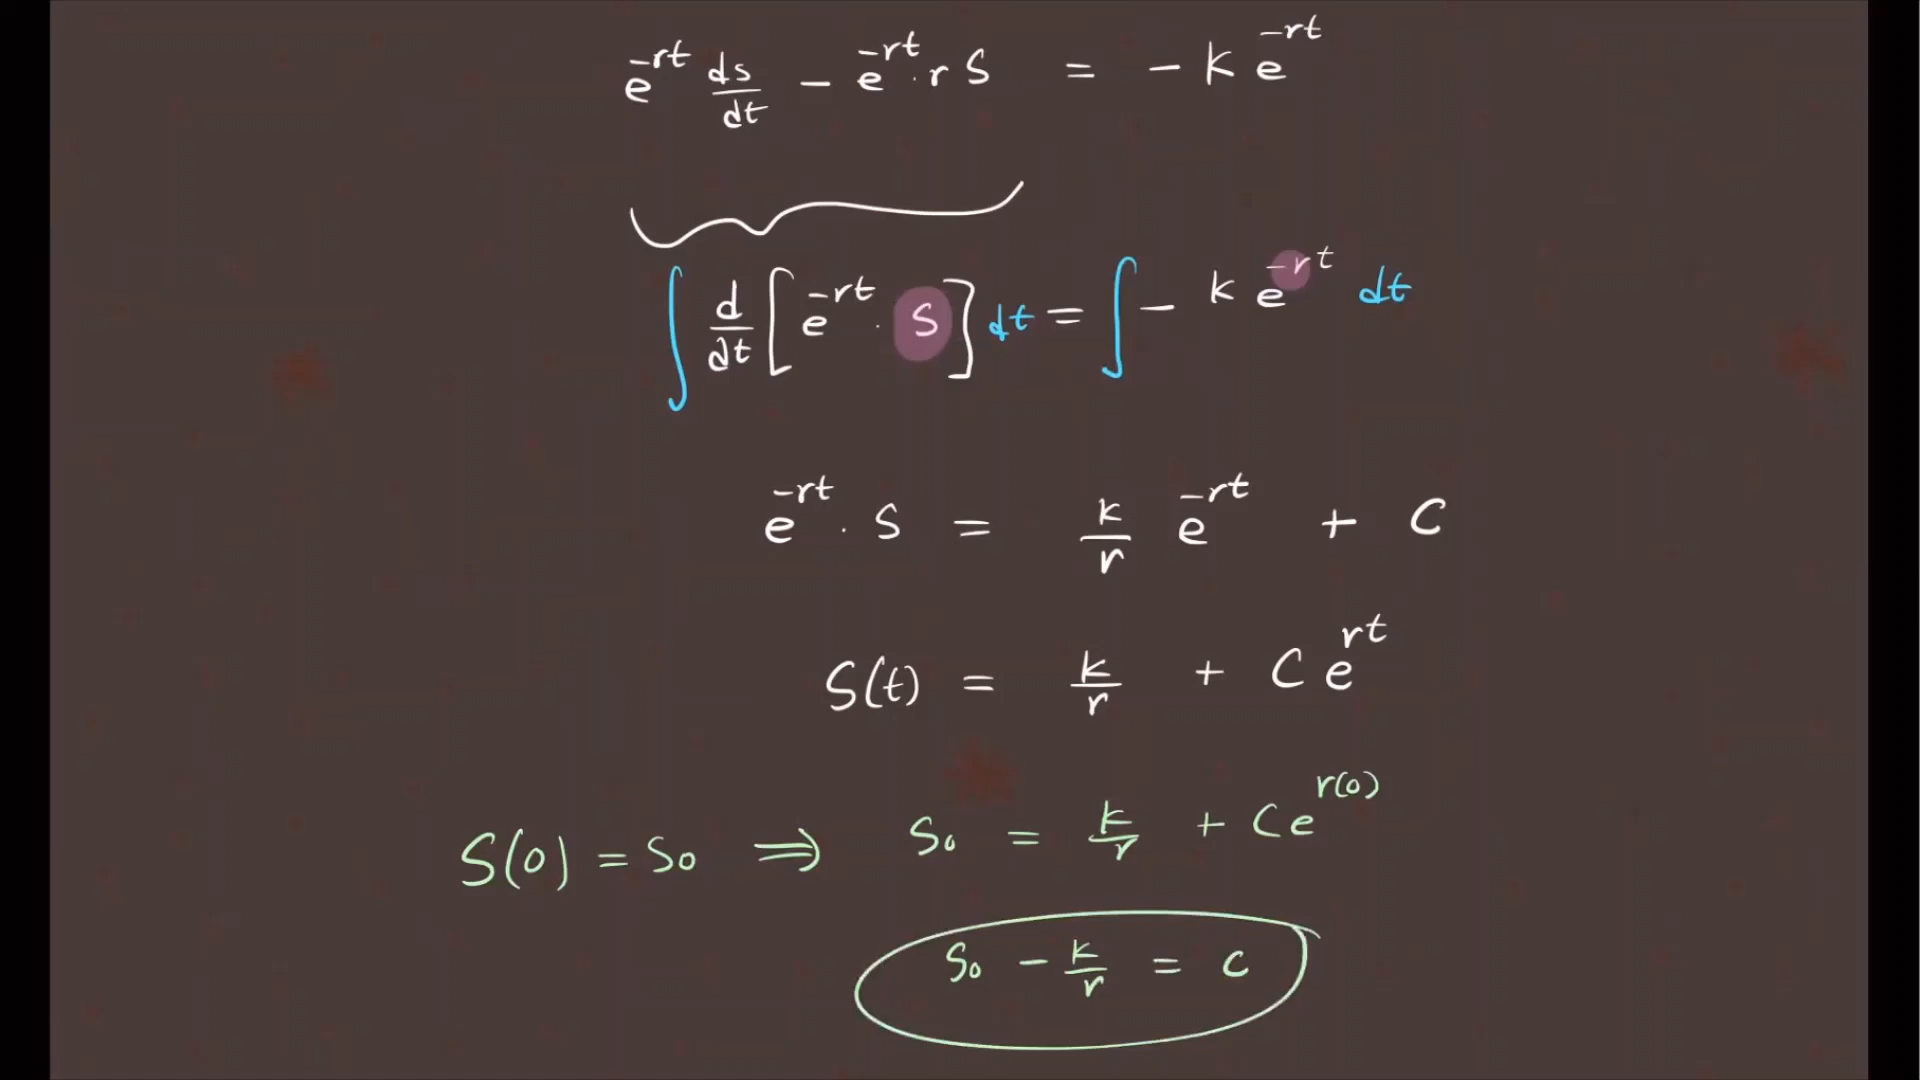 e^{-rt} ds/dt - e^{-rt} · r S = - k e^{-rt}
∫ d/dt [ e^{-rt} · S ] dt = ∫ - k e^{-rt} dt
e^{-rt} · S = k/r e^{-rt} + C
S(t) = k/r + C e^{rt}
S(0) = S₀ ⟹ S₀ = k/r + C e^{r(0)}
S₀ - k/r = C